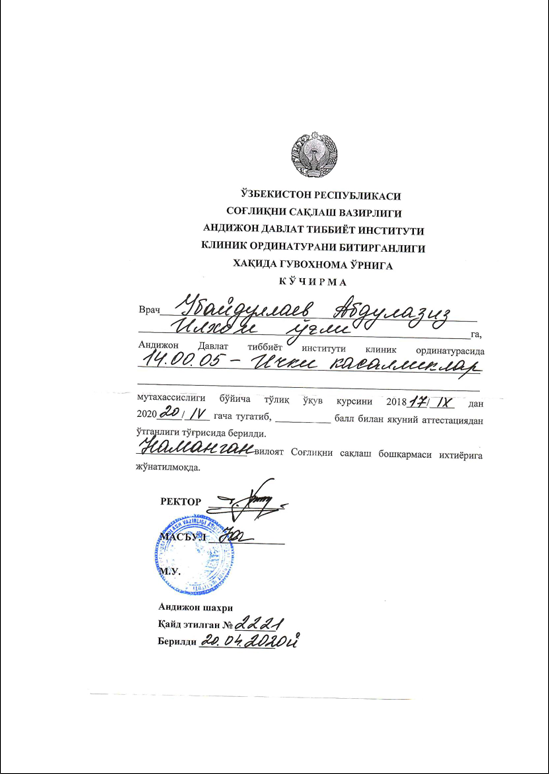 ЎЗБЕКИСТОН РЕСПУБЛИКАСИ
СОҒЛИҚНИ САҚЛАШ ВАЗИРЛИГИ
АНДИЖОН ДАВЛАТ ТИББИЁТ ИНСТИТУТИ
КЛИНИК ОРДИНАТУРАНИ БИТИРГАНЛИГИ
ХАҚИДА ГУВОХНОМА ЎРНИГА
К Ў Ч И Р М А
Врач Убайдуллаев Абдулазиз
Илхом ўғли га,
Андижон Давлат тиббиёт институти клиник ординатурасида
14.00.05 – Ички касалликлар
мутахассислиги бўйича тўлиқ ўқув курсини 2018 17/ IX дан
2020 20 / IV гача тугатиб, ____________ балл билан якуний аттестациядан
ўтганлиги тўғрисида берилди.
Наманган вилоят Соғлиқни сақлаш бошқармаси ихтиёрига
жўнатилмоқда.
РЕКТОР
МАСЪУЛ
М.У.
Андижон шахри
Қайд этилган № 2221
Берилди 20.04.2020й